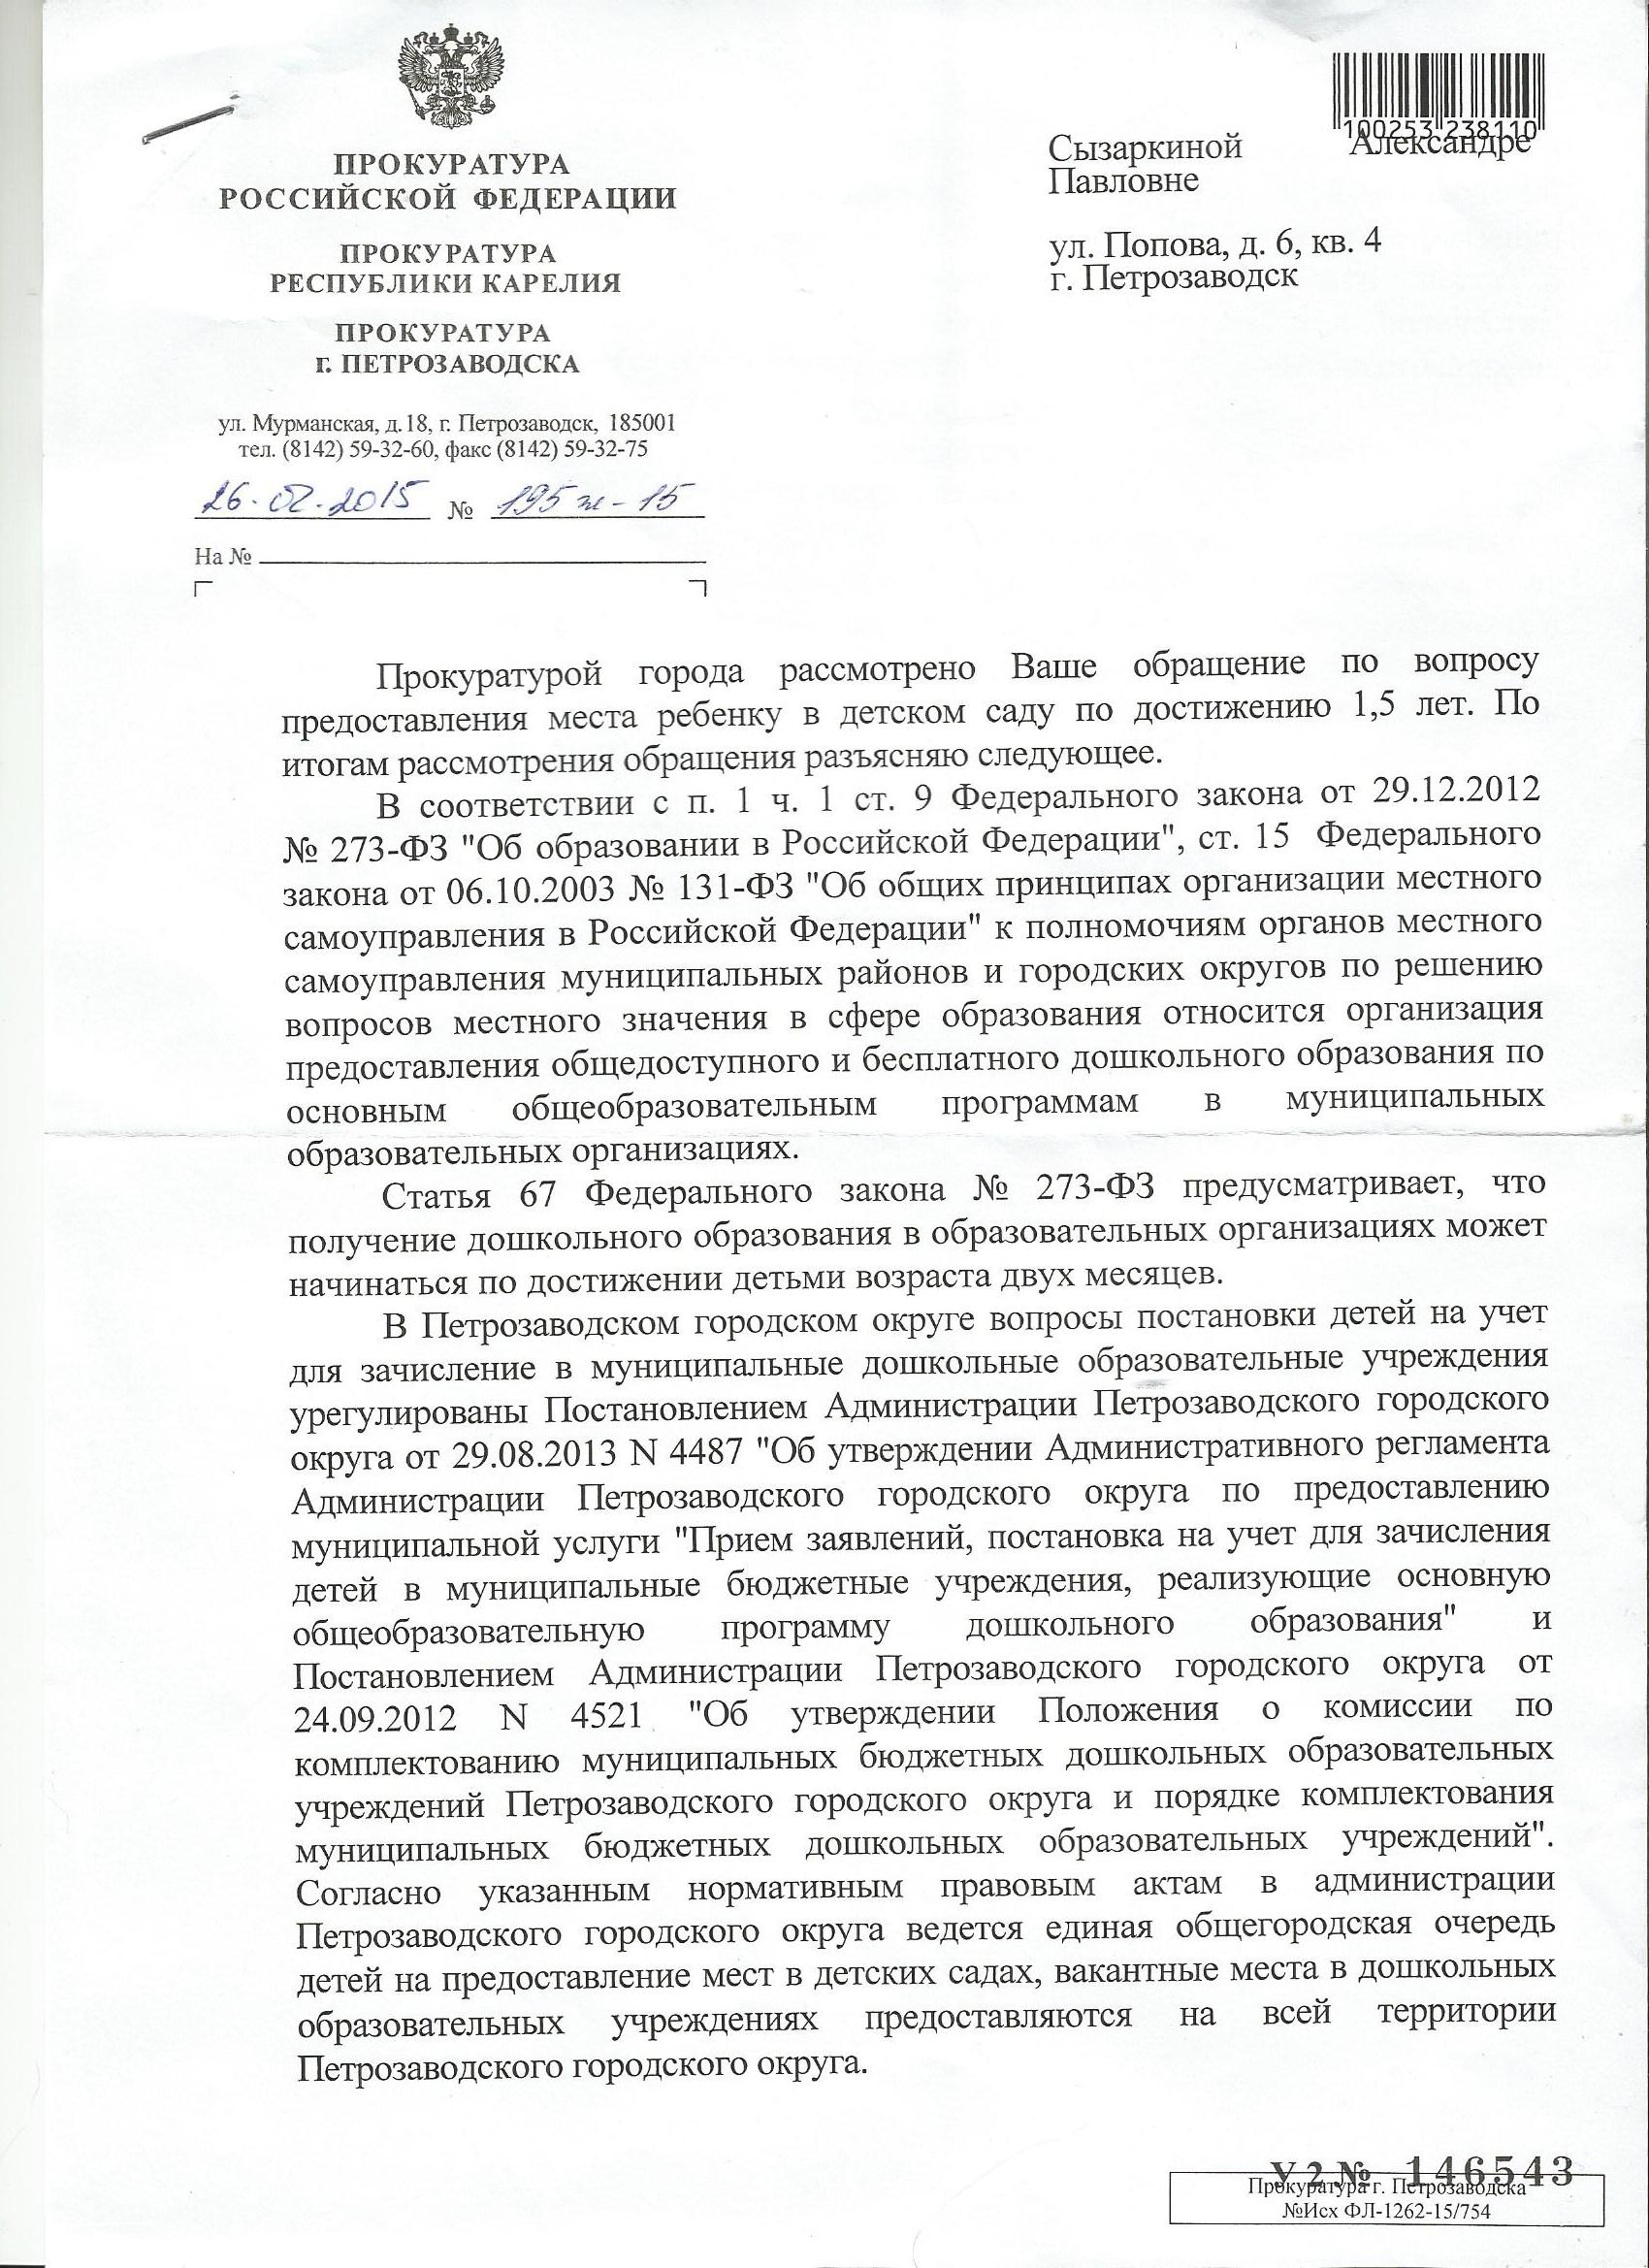 ПРОКУРАТУРА
РОССИЙСКОЙ ФЕДЕРАЦИИ
ПРОКУРАТУРА
РЕСПУБЛИКИ КАРЕЛИЯ
ПРОКУРАТУРА
г. ПЕТРОЗАВОДСКА
ул. Мурманская, д.18, г. Петрозаводск, 185001
тел. (8142) 59-32-60, факс (8142) 59-32-75
26.02.2015 № 195ж-15
На №
100253 238110
Сызаркиной Александре
Павловне
ул. Попова, д. 6, кв. 4
г. Петрозаводск
Прокуратурой города рассмотрено Ваше обращение по вопросу
предоставления места ребенку в детском саду по достижению 1,5 лет. По
итогам рассмотрения обращения разъясняю следующее.
В соответствии с п. 1 ч. 1 ст. 9 Федерального закона от 29.12.2012
№ 273-ФЗ "Об образовании в Российской Федерации", ст. 15 Федерального
закона от 06.10.2003 № 131-ФЗ "Об общих принципах организации местного
самоуправления в Российской Федерации" к полномочиям органов местного
самоуправления муниципальных районов и городских округов по решению
вопросов местного значения в сфере образования относится организация
предоставления общедоступного и бесплатного дошкольного образования по
основным общеобразовательным программам в муниципальных
образовательных организациях.
Статья 67 Федерального закона № 273-ФЗ предусматривает, что
получение дошкольного образования в образовательных организациях может
начинаться по достижении детьми возраста двух месяцев.
В Петрозаводском городском округе вопросы постановки детей на учет
для зачисление в муниципальные дошкольные образовательные учреждения
урегулированы Постановлением Администрации Петрозаводского городского
округа от 29.08.2013 N 4487 "Об утверждении Административного регламента
Администрации Петрозаводского городского округа по предоставлению
муниципальной услуги "Прием заявлений, постановка на учет для зачисления
детей в муниципальные бюджетные учреждения, реализующие основную
общеобразовательную программу дошкольного образования" и
Постановлением Администрации Петрозаводского городского округа от
24.09.2012 N 4521 "Об утверждении Положения о комиссии по
комплектованию муниципальных бюджетных дошкольных образовательных
учреждений Петрозаводского городского округа и порядке комплектования
муниципальных бюджетных дошкольных образовательных учреждений".
Согласно указанным нормативным правовым актам в администрации
Петрозаводского городского округа ведется единая общегородская очередь
детей на предоставление мест в детских садах, вакантные места в дошкольных
образовательных учреждениях предоставляются на всей территории
Петрозаводского городского округа.
У 2 № 146543
Прокуратура г. Петрозаводска
№Исх ФЛ-1262-15/754